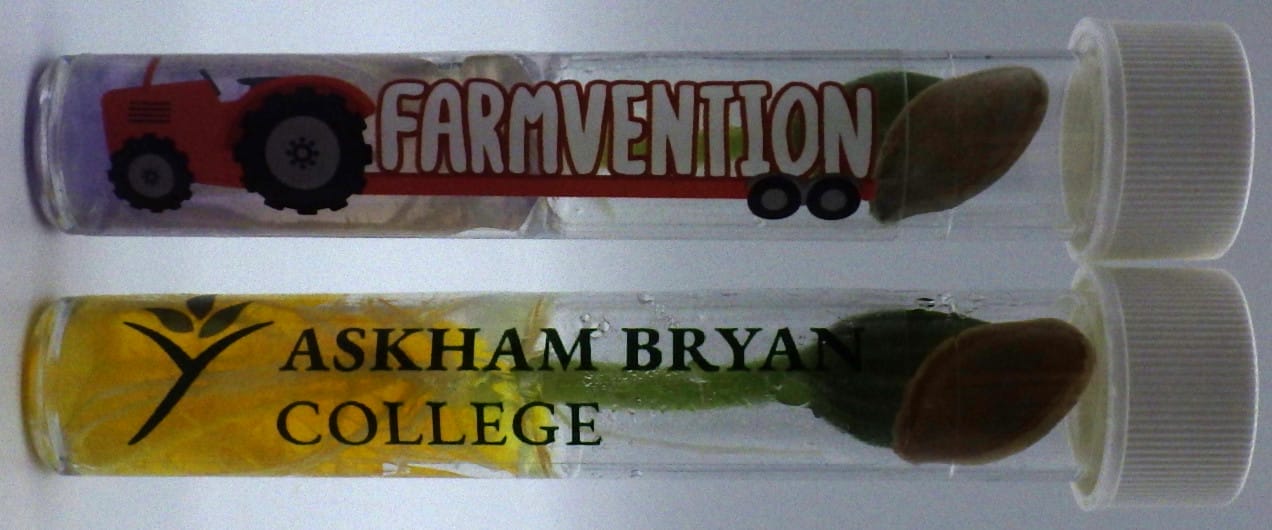 FARMVENTION
ASKHAM BRYAN
COLLEGE